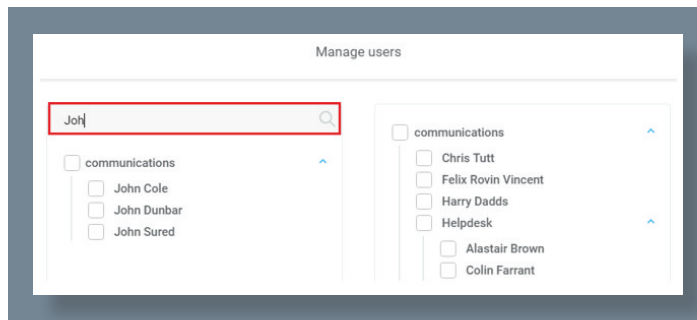 Manage users
Joh
communications
John Cole
John Dunbar
John Sured
communications
Chris Tutt
Felix Rovin Vincent
Harry Dadds
Helpdesk
Alastair Brown
Colin Farrant